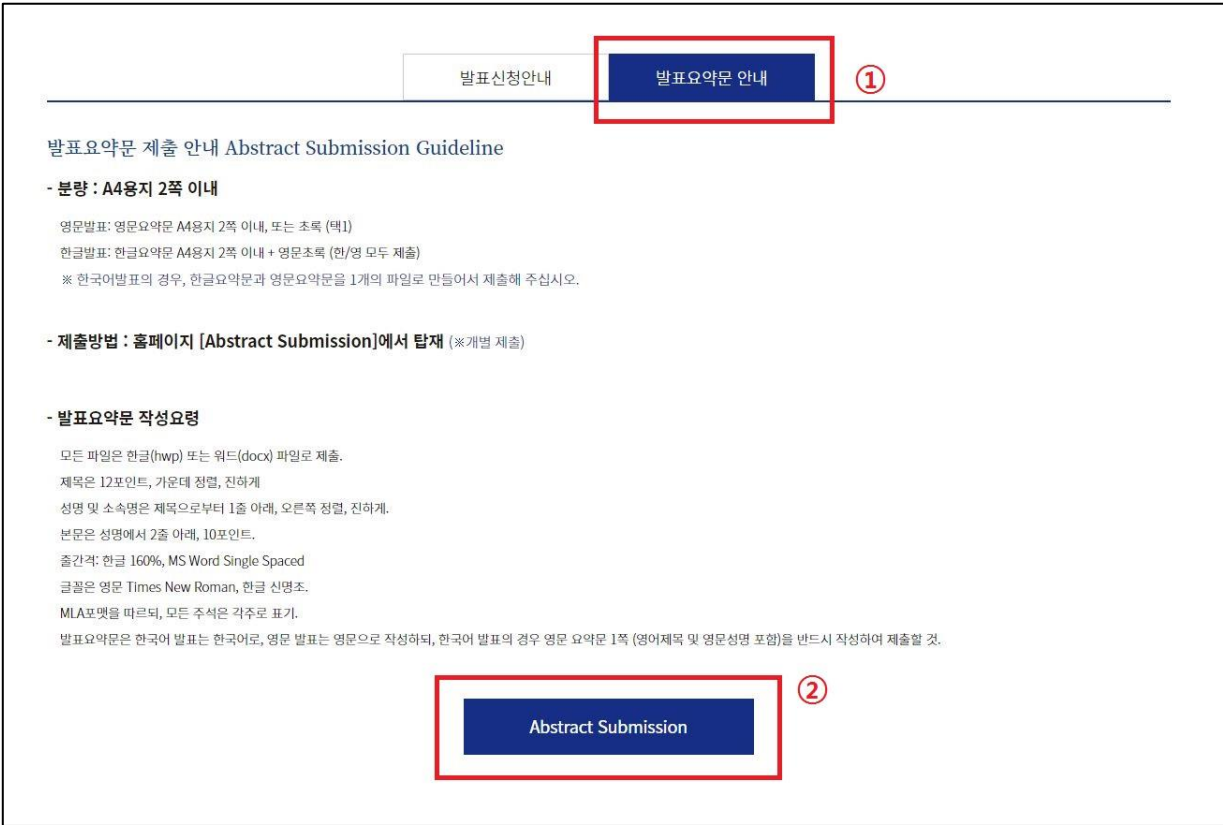 발표신청안내
발표요약문 안내
①
발표요약문 제출 안내 Abstract Submission Guideline
- 분량 : A4용지 2쪽 이내
영문발표: 영문요약문 A4용지 2쪽 이내, 또는 초록 (택1)
한글발표: 한글요약문 A4용지 2쪽 이내 + 영문초록 (한/영 모두 제출)
※ 한국어발표의 경우, 한글요약문과 영문요약문을 1개의 파일로 만들어서 제출해 주십시오.
- 제출방법 : 홈페이지 [Abstract Submission]에서 탑재 (※개별 제출)
- 발표요약문 작성요령
모든 파일은 한글(hwp) 또는 워드(docx) 파일로 제출.
제목은 12포인트, 가운데 정렬, 진하게
성명 및 소속명은 제목으로부터 1줄 아래, 오른쪽 정렬, 진하게.
본문은 성명에서 2줄 아래, 10포인트.
줄간격: 한글 160%, MS Word Single Spaced
글꼴은 영문 Times New Roman, 한글 신명조.
MLA포맷을 따르되, 모든 주석은 각주로 표기.
발표요약문은 한국어 발표는 한국어로, 영문 발표는 영문으로 작성하되, 한국어 발표의 경우 영문 요약문 1쪽 (영어제목 및 영문성명 포함)을 반드시 작성하여 제출할 것.
②
Abstract Submission